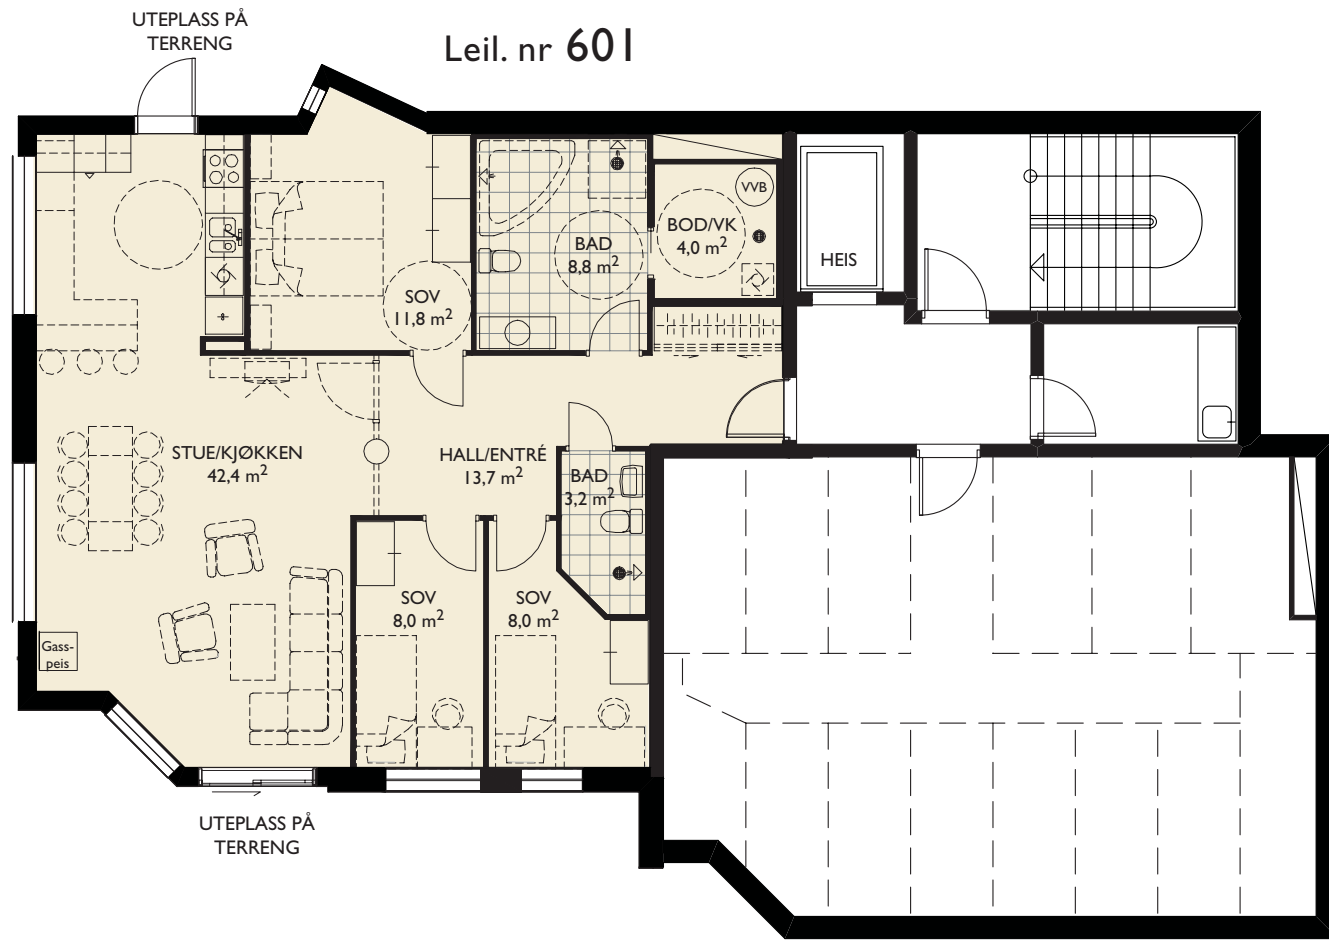 UTEPLASS PÅ
TERRENG
Leil. nr 601
VVB
BOD/VK
4,0 m²
BAD
8,8 m²
HEIS
SOV
11,8 m²
STUE/KJØKKEN
42,4 m²
HALL/ENTRÉ
13,7 m²
BAD
3,2 m²
SOV
8,0 m²
SOV
8,0 m²
Gass-
peis
UTEPLASS PÅ
TERRENG